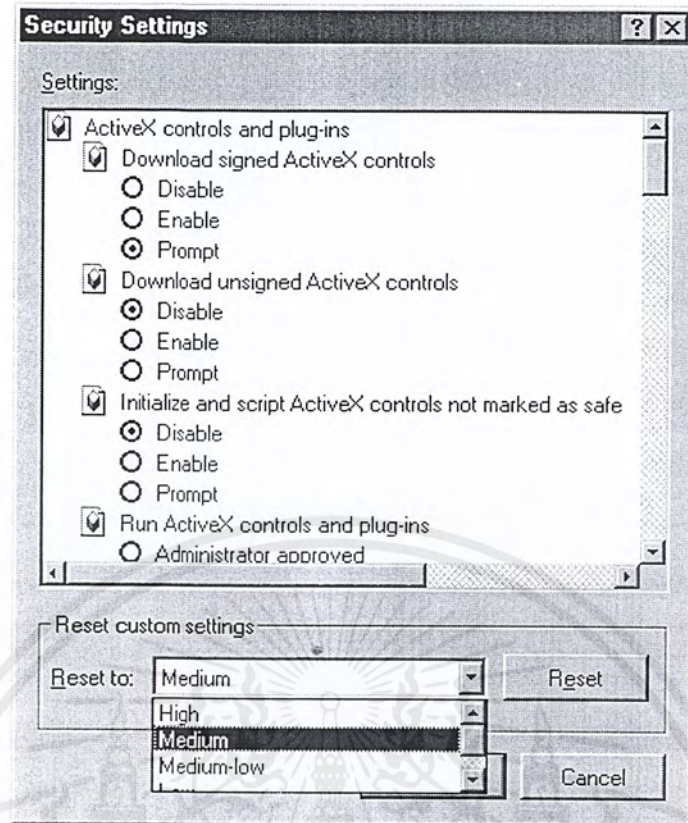 Security Settings
Settings:
ActiveX controls and plug-ins
Download signed ActiveX controls
Disable
Enable
Prompt
Download unsigned ActiveX controls
Disable
Enable
Prompt
Initialize and script ActiveX controls not marked as safe
Disable
Enable
Prompt
Run ActiveX controls and plug-ins
Administrator approved
Reset custom settings
Reset to: Medium Reset
High
Medium
Medium-low
Cancel